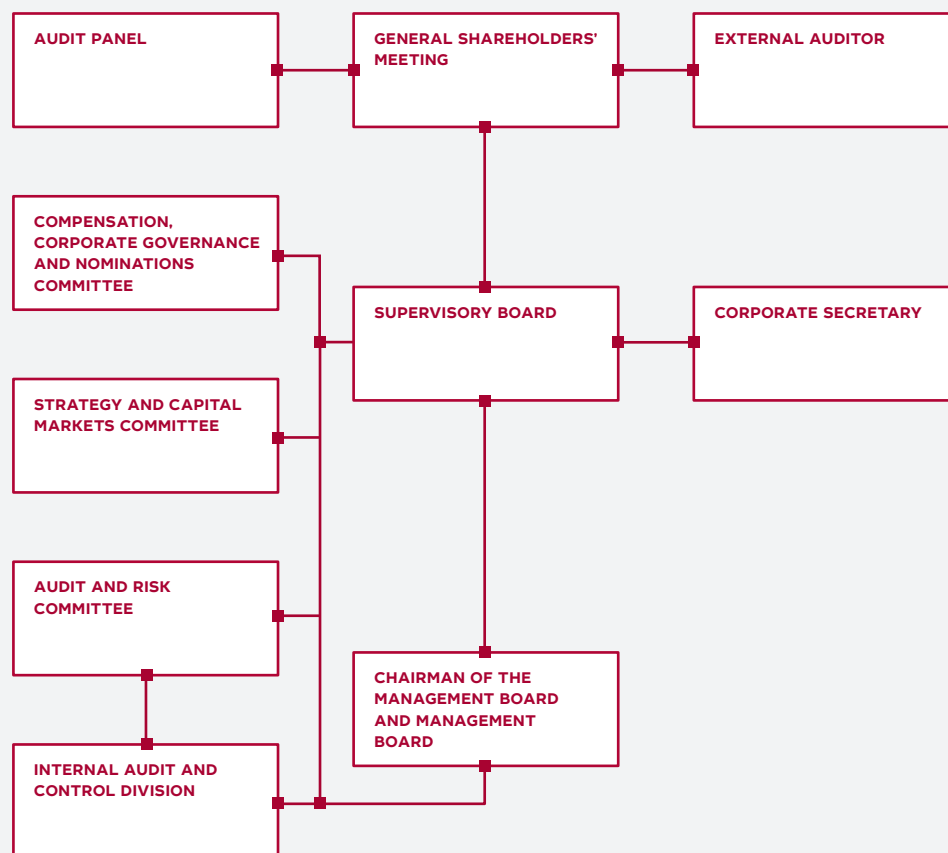 AUDIT PANEL
GENERAL SHAREHOLDERS'
MEETING
EXTERNAL AUDITOR
COMPENSATION,
CORPORATE GOVERNANCE
AND NOMINATIONS
COMMITTEE
SUPERVISORY BOARD
CORPORATE SECRETARY
STRATEGY AND CAPITAL
MARKETS COMMITTEE
AUDIT AND RISK
COMMITTEE
CHAIRMAN OF THE
MANAGEMENT BOARD
AND MANAGEMENT
BOARD
INTERNAL AUDIT AND
CONTROL DIVISION